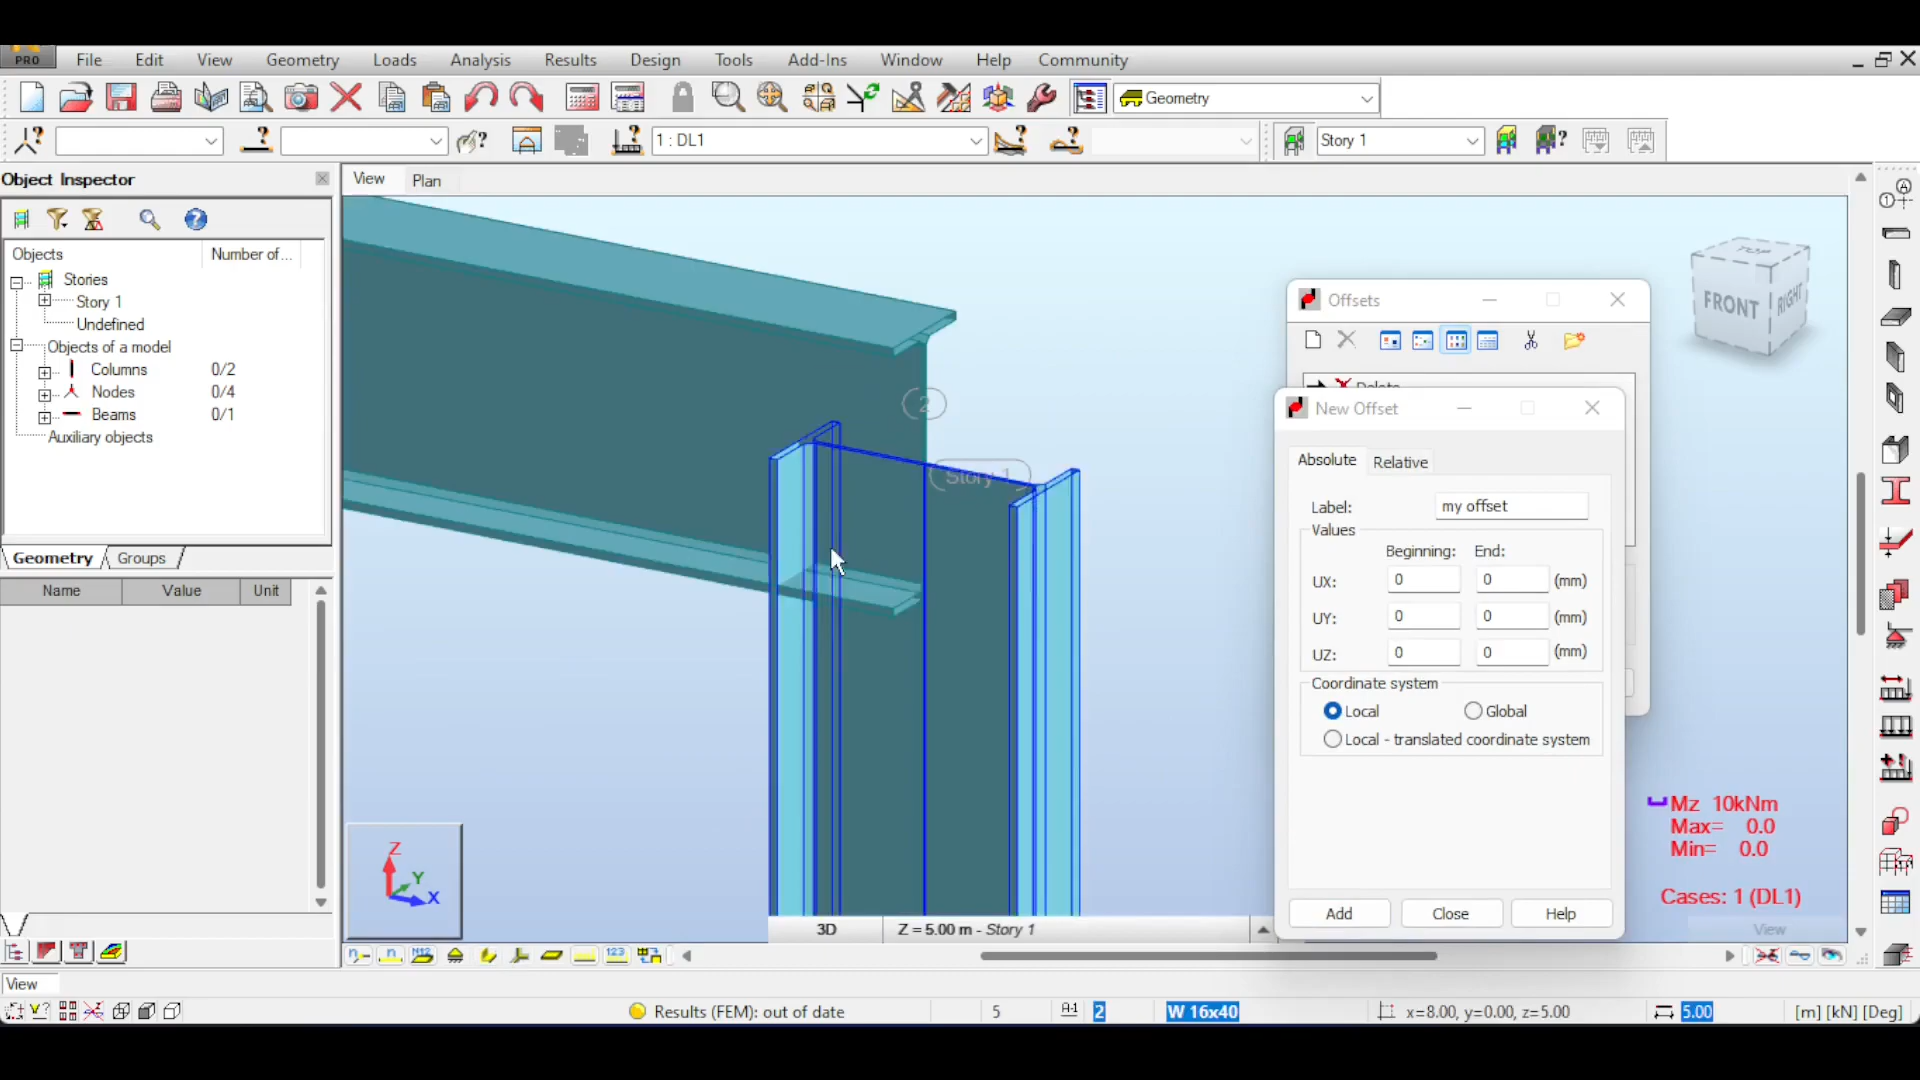 PRO
File Edit View Geometry Loads Analysis Results Design Tools Add-Ins Window Help Community
Geometry
1 : DL1
Story 1
Object Inspector
View
Plan
Objects Number of...
Stories
Story 1
Undefined
Objects of a model
Columns 0/2
Nodes 0/4
Beams 0/1
Auxiliary objects
Geometry Groups
Name Value Unit
2
Story 1
TOP
FRONT
RIGHT
Offsets
Delete
New Offset
Absolute
Relative
Label: my offset
Values
Beginning: End:
UX: 0 0 (mm)
UY: 0 0 (mm)
UZ: 0 0 (mm)
Coordinate system
Local
Global
Local - translated coordinate system
Add
Close
Help
Mz 10kNm
Max= 0.0
Min= 0.0
Cases: 1 (DL1)
View
Z
Y
X
3D
Z = 5.00 m - Story 1
View
Results (FEM): out of date
5
2
W 16x40
x=8.00, y=0.00, z=5.00
5.00
[m] [kN] [Deg]